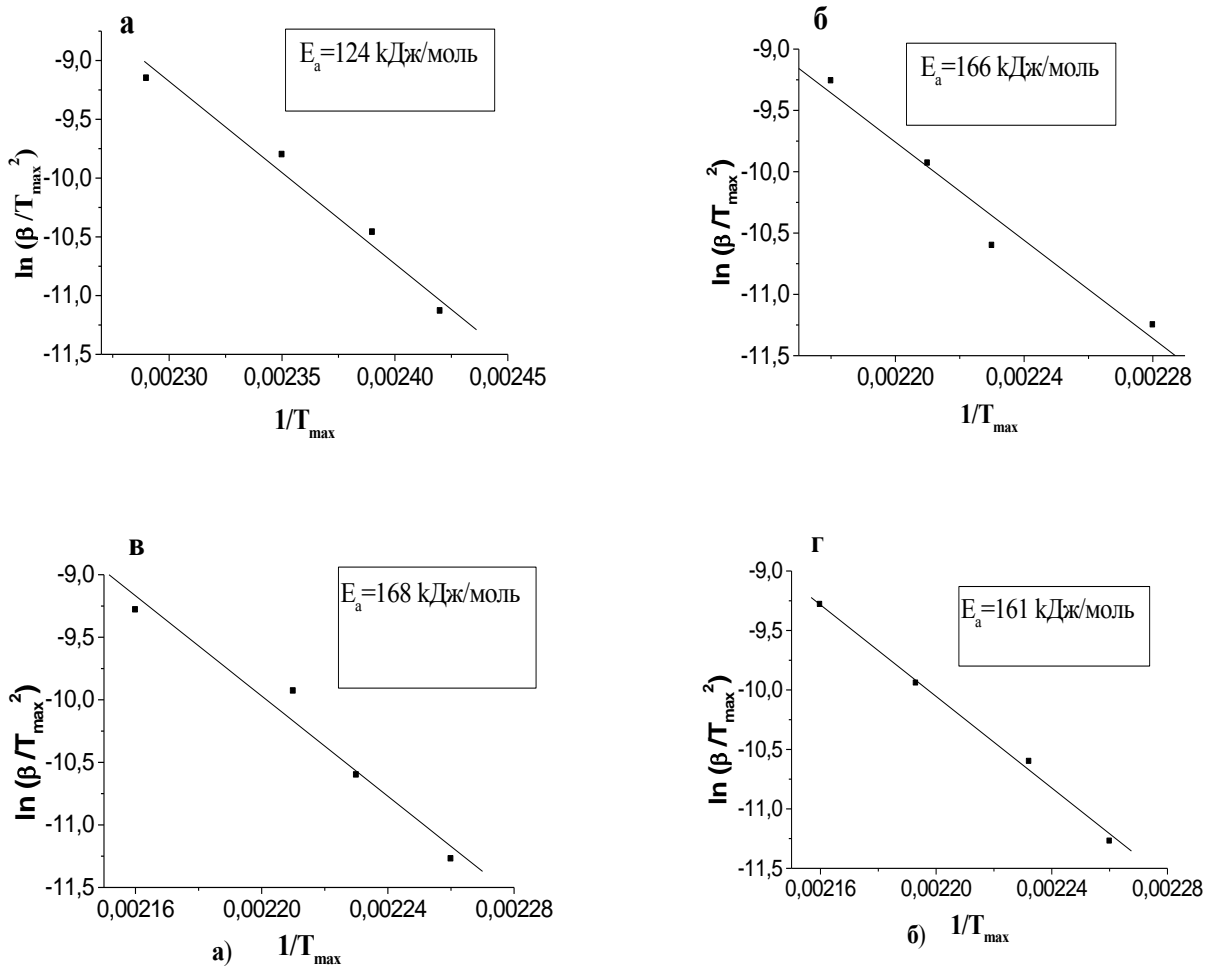 а
Eₐ=124 kДж/моль
ln (β /Tmax²)
-9,0
-9,5
-10,0
-10,5
-11,0
-11,5
0,00230
0,00235
0,00240
0,00245
1/Tmax
б
Eₐ=166 kДж/моль
ln (β /Tmax²)
-9,0
-9,5
-10,0
-10,5
-11,0
-11,5
0,00220
0,00224
0,00228
1/Tmax
в
Eₐ=168 kДж/моль
ln (β /Tmax²)
-9,0
-9,5
-10,0
-10,5
-11,0
-11,5
0,00216
0,00220
0,00224
0,00228
а) 1/Tmax
г
Eₐ=161 kДж/моль
ln (β /Tmax²)
-9,0
-9,5
-10,0
-10,5
-11,0
-11,5
0,00216
0,00220
0,00224
0,00228
б) 1/Tmax